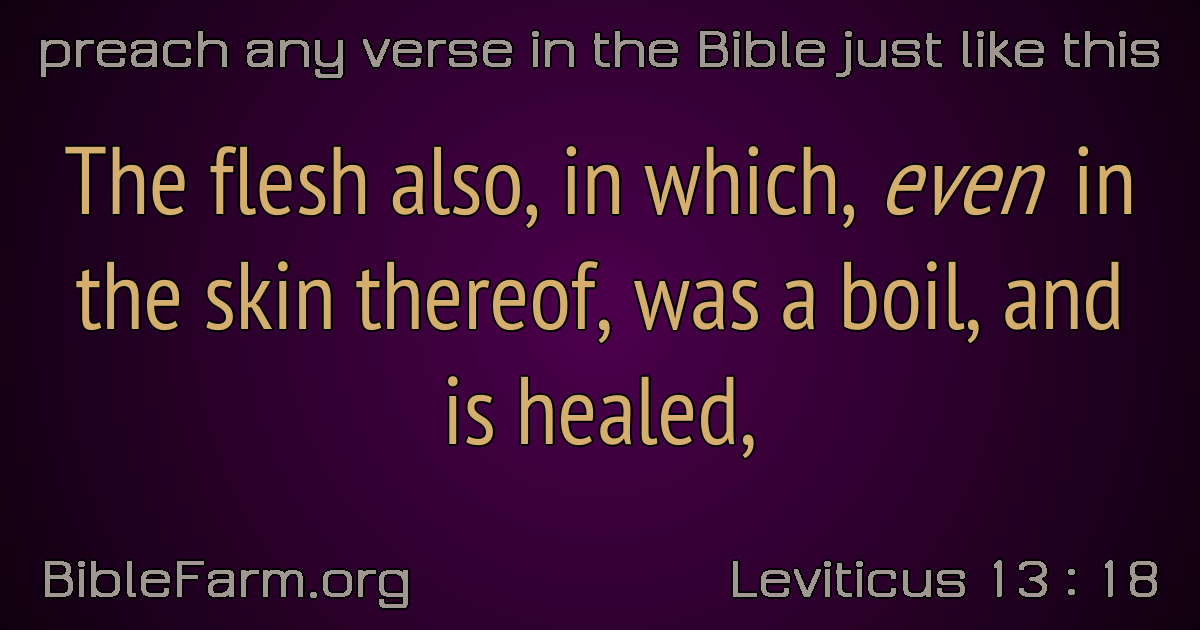 preach any verse in the Bible just like this
The flesh also, in which, even in
the skin thereof, was a boil, and
is healed,
BibleFarm.org
Leviticus 13 : 18